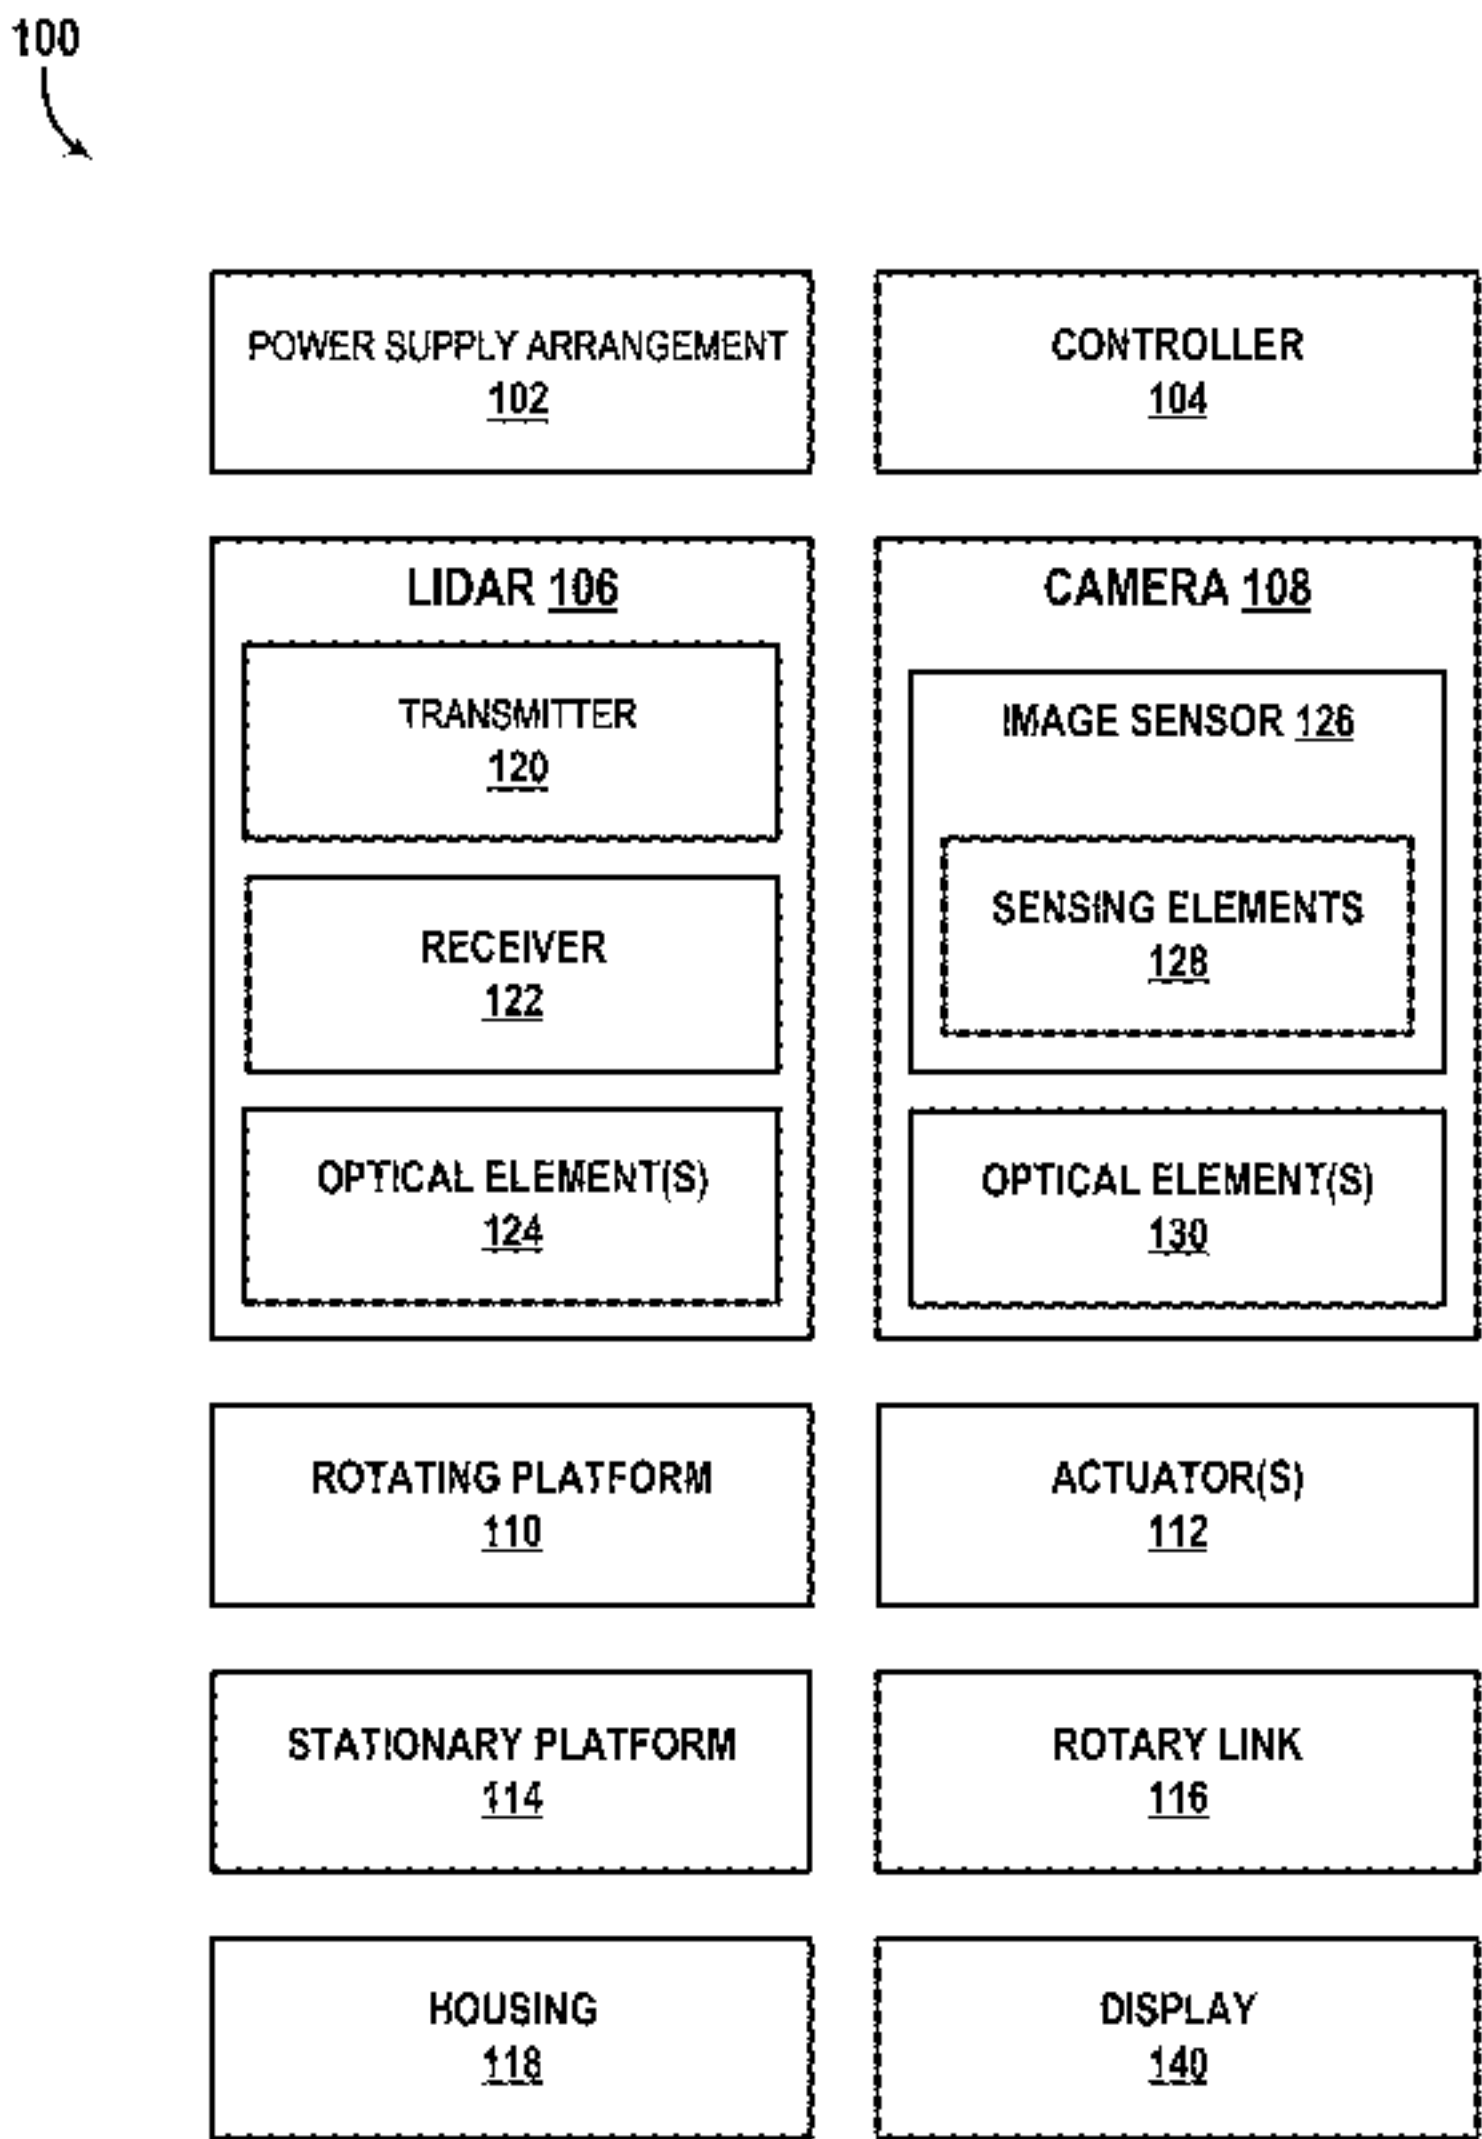 100
POWER SUPPLY ARRANGEMENT
102
CONTROLLER
104
LIDAR 106
TRANSMITTER
120
RECEIVER
122
OPTICAL ELEMENT(S)
124
CAMERA 108
IMAGE SENSOR 126
SENSING ELEMENTS
128
OPTICAL ELEMENT(S)
130
ROTATING PLATFORM
110
ACTUATOR(S)
112
STATIONARY PLATFORM
114
ROTARY LINK
116
HOUSING
118
DISPLAY
140